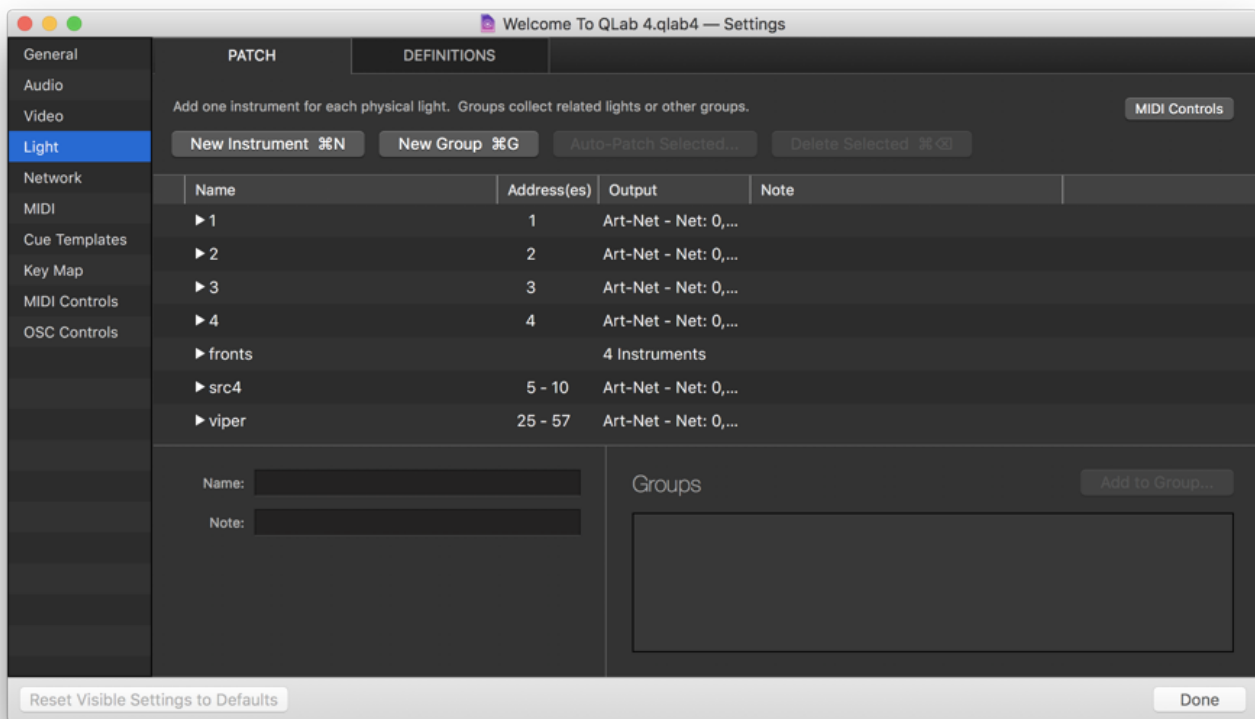 Welcome To QLab 4.qlab4 — Settings
General
Audio
Video
Light
Network
MIDI
Cue Templates
Key Map
MIDI Controls
OSC Controls
PATCH DEFINITIONS
Add one instrument for each physical light. Groups collect related lights or other groups.
MIDI Controls
New Instrument ⌘N New Group ⌘G Auto-Patch Selected... Delete Selected ⌘⌫
Name Address(es) Output Note
▶1 1 Art-Net - Net: 0,...
▶2 2 Art-Net - Net: 0,...
▶3 3 Art-Net - Net: 0,...
▶4 4 Art-Net - Net: 0,...
▶fronts 4 Instruments
▶src4 5 - 10 Art-Net - Net: 0,...
▶viper 25 - 57 Art-Net - Net: 0,...
Name:
Note:
Groups Add to Group...
Reset Visible Settings to Defaults Done